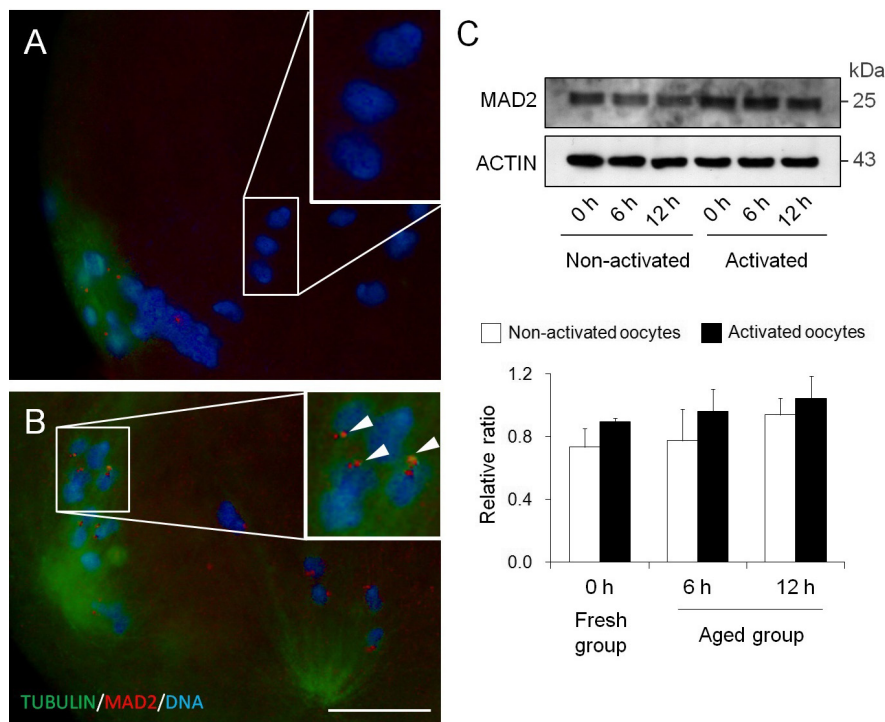 A
B
TUBULIN/MAD2/DNA
C
kDa
MAD2
25
ACTIN
43
0 h 6 h 12 h 0 h 6 h 12 h
Non-activated Activated
Non-activated oocytes Activated oocytes
Relative ratio
1.2
0.8
0.4
0.0
0 h 6 h 12 h
Fresh group Aged group